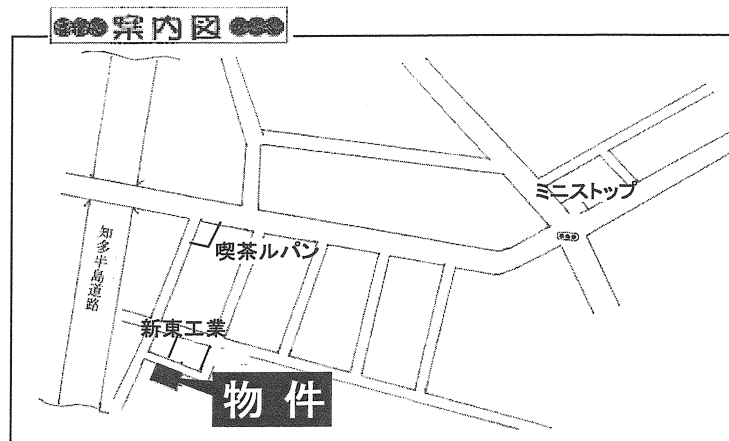 案内図
ミニストップ
喫茶ルパン
知多半島道路
新東工業
物件